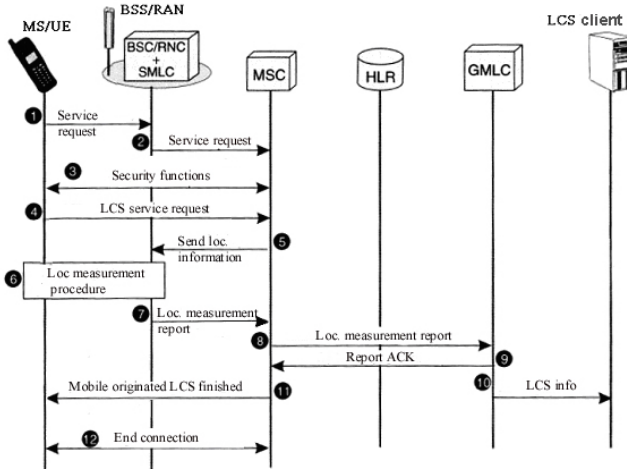 MS/UE
BSS/RAN
LCS client
BSC/RNC
+
SMLC
MSC
HLR
GMLC
1 Service
request
2 Service request
3 Security functions
4 LCS service request
Send loc. 5
information
6 Loc measurement
procedure
7 Loc. measurement
report
8 Loc. measurement report
Report ACK 9
10 LCS info
Mobile originated LCS finished 11
12 End connection